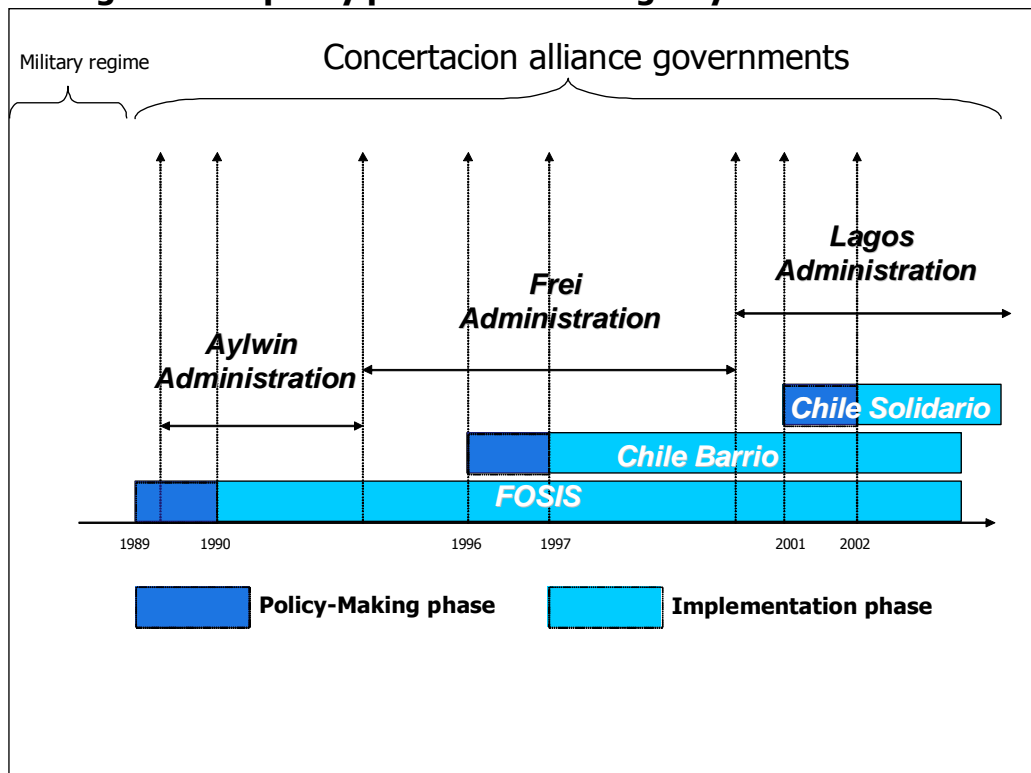 Military regime
Concertacion alliance governments
Lagos
Administration
Frei
Administration
Aylwin
Administration
Chile Solidario
Chile Barrio
FOSIS
1989 1990 1996 1997 2001 2002
Policy-Making phase
Implementation phase